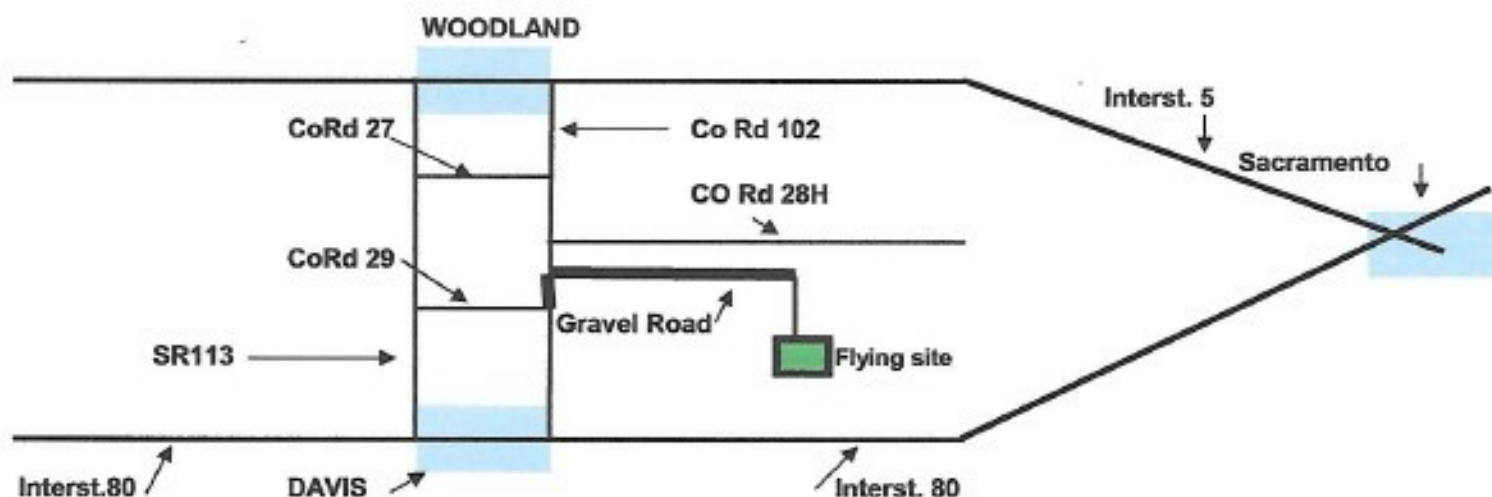 WOODLAND
Interst. 5
CoRd 27
Co Rd 102
Sacramento
CO Rd 28H
CoRd 29
Gravel Road
SR113
Flying site
Interst.80
DAVIS
Interst. 80